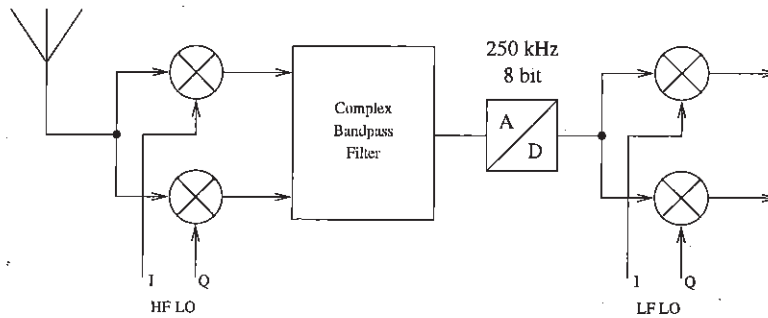 250 kHz
8 bit
Complex
Bandpass
Filter
A
D
I
Q
HF LO
I
Q
LF LO